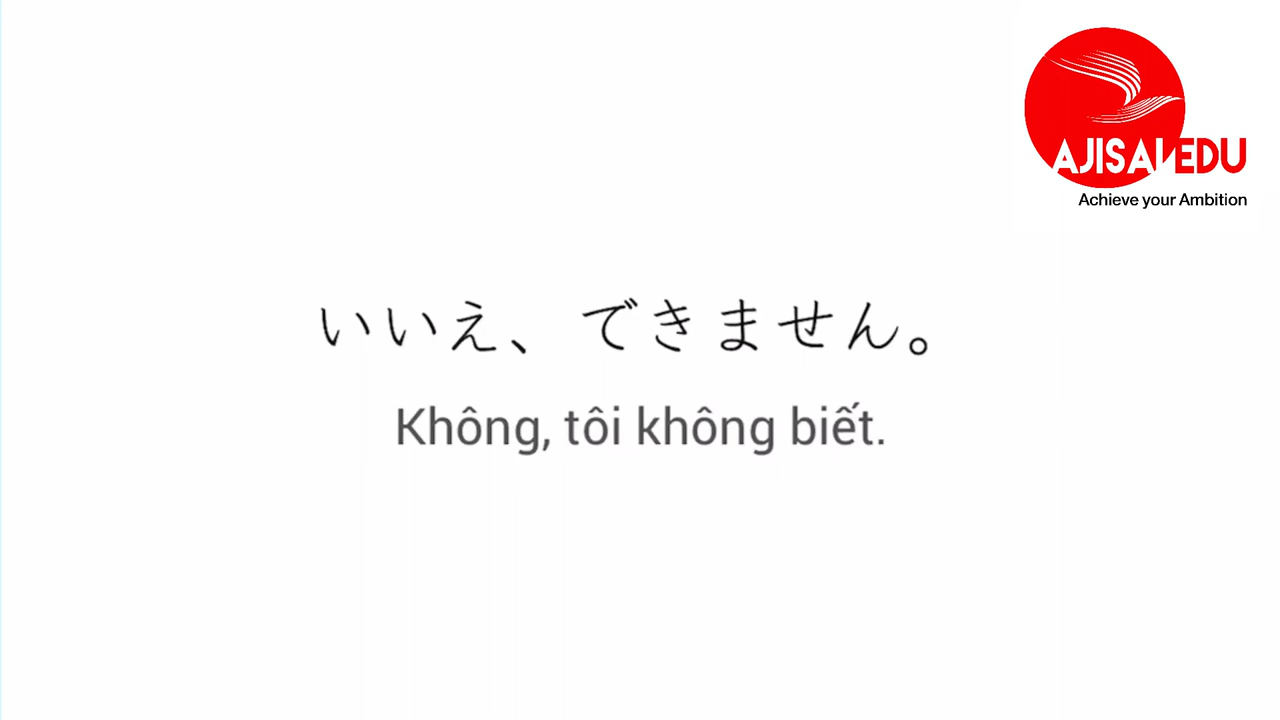 AJISAI EDU
Achieve your Ambition
いいえ、できません。
Không, tôi không biết.